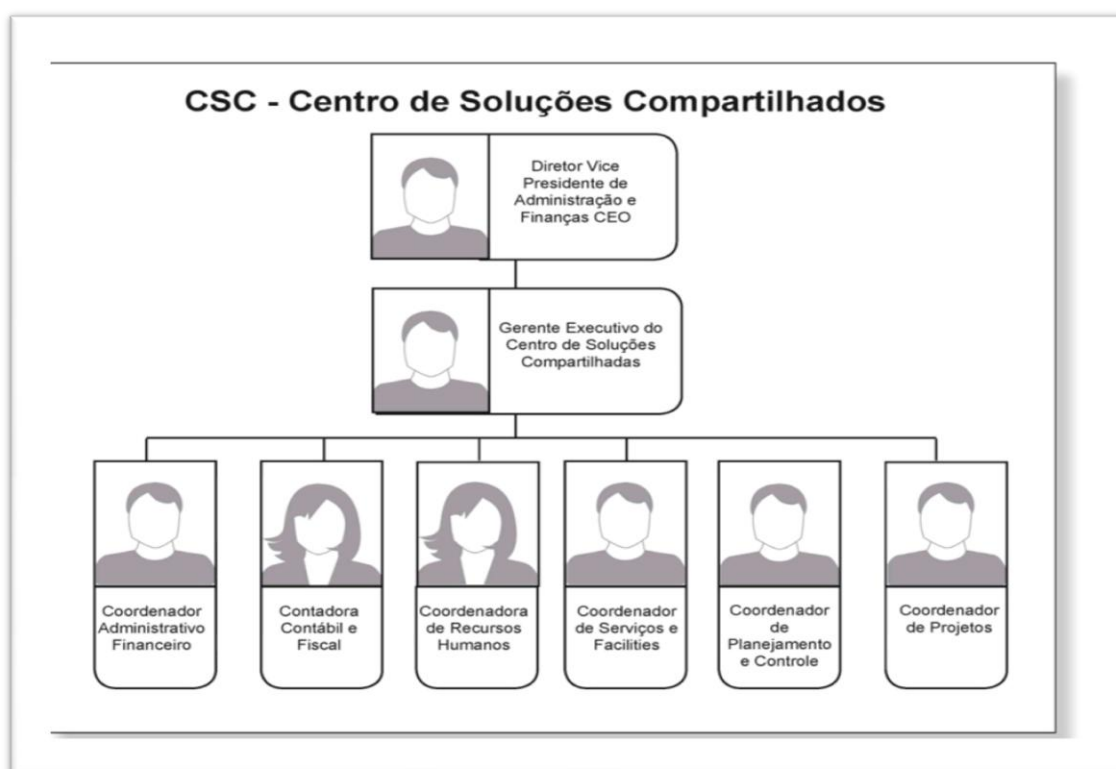 CSC - Centro de Soluções Compartilhados
Diretor Vice
Presidente de
Administração e
Finanças CEO
Gerente Executivo do
Centro de Soluções
Compartilhadas
Coordenador
Administrativo
Financeiro
Contadora
Contábil e
Fiscal
Coordenadora
de Recursos
Humanos
Coordenador
de Serviços e
Facilities
Coordenador
de
Planejamento
e Controle
Coordenador
de Projetos